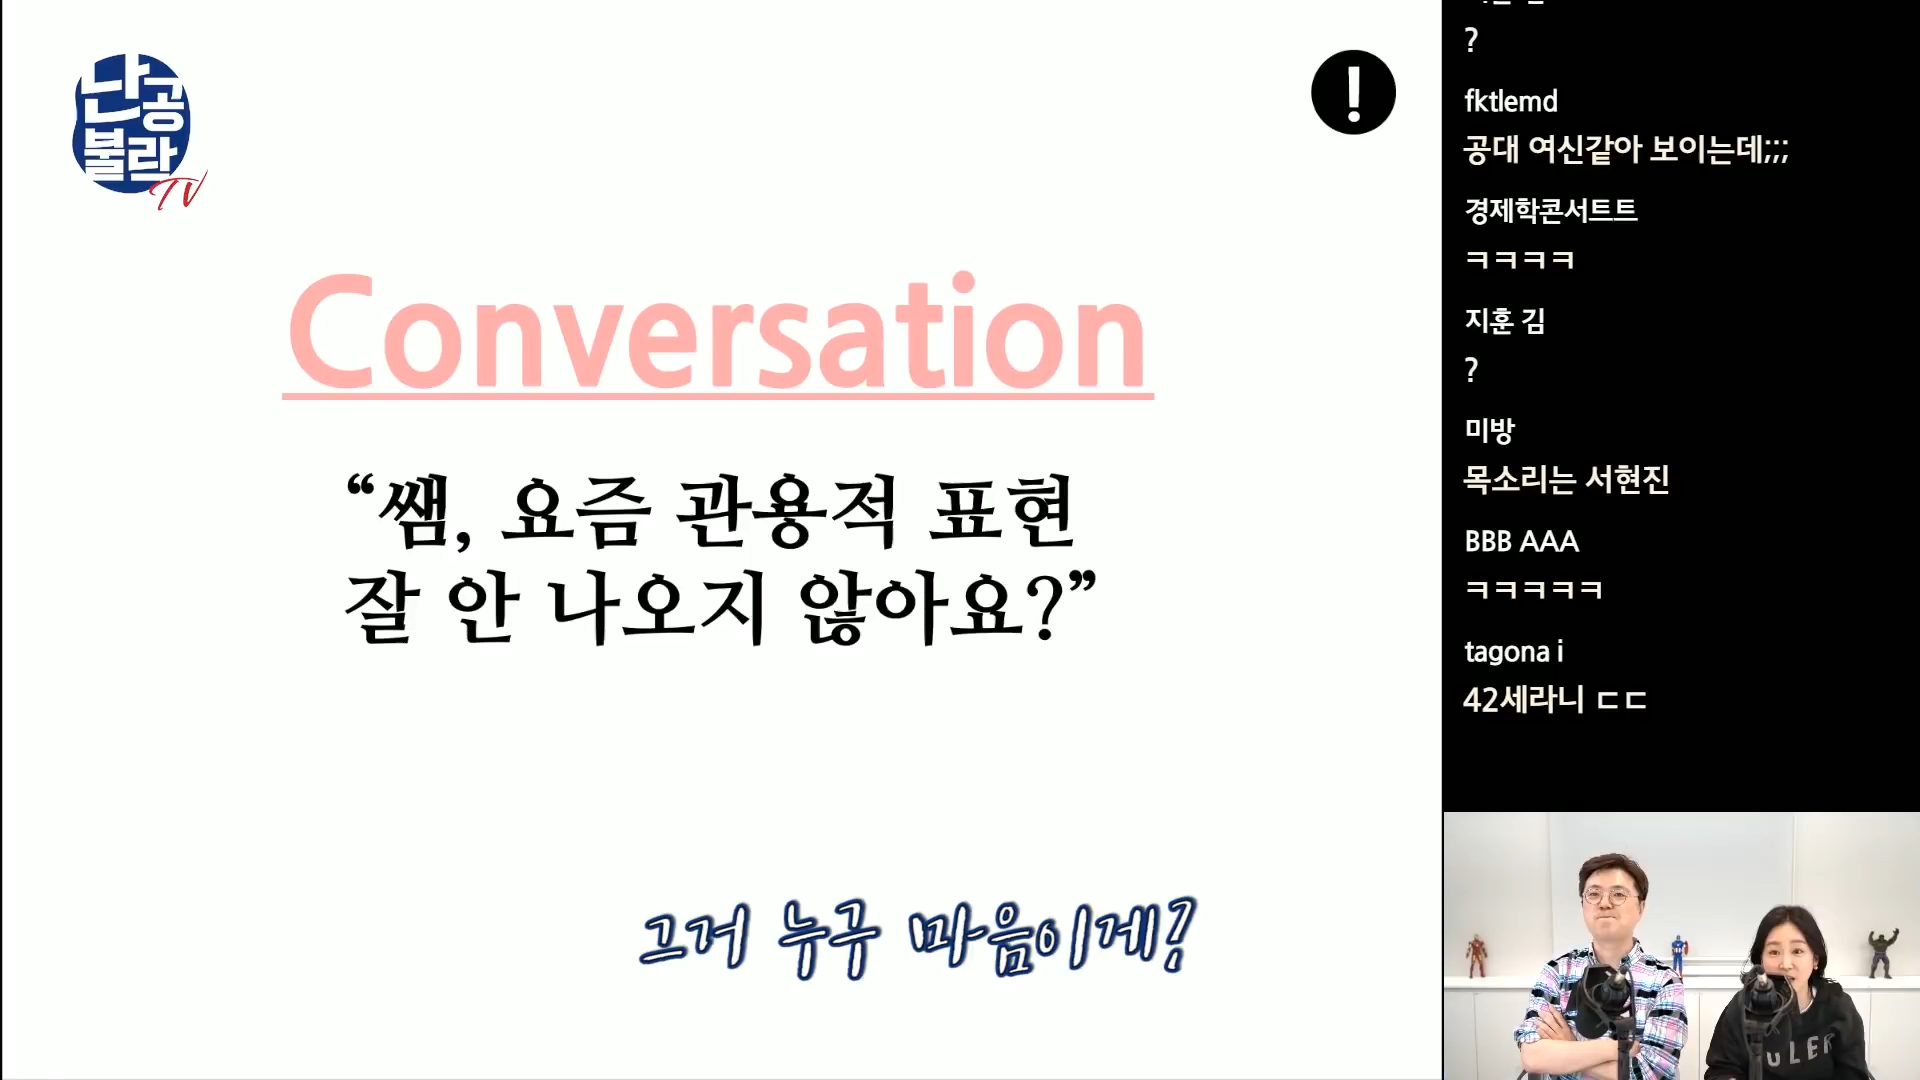 난공
불라
TV
!
Conversation
“쌤, 요즘 관용적 표현
잘 안 나오지 않아요?”
그거 누구 마음이게?
?
fktlemd
공대 여신같아 보이는데;;;
경제학콘서트트
ㅋㅋㅋㅋ
지훈 김
?
미방
목소리는 서현진
BBB AAA
ㅋㅋㅋㅋㅋ
tagona i
42세라니 ㄷㄷ
ULER